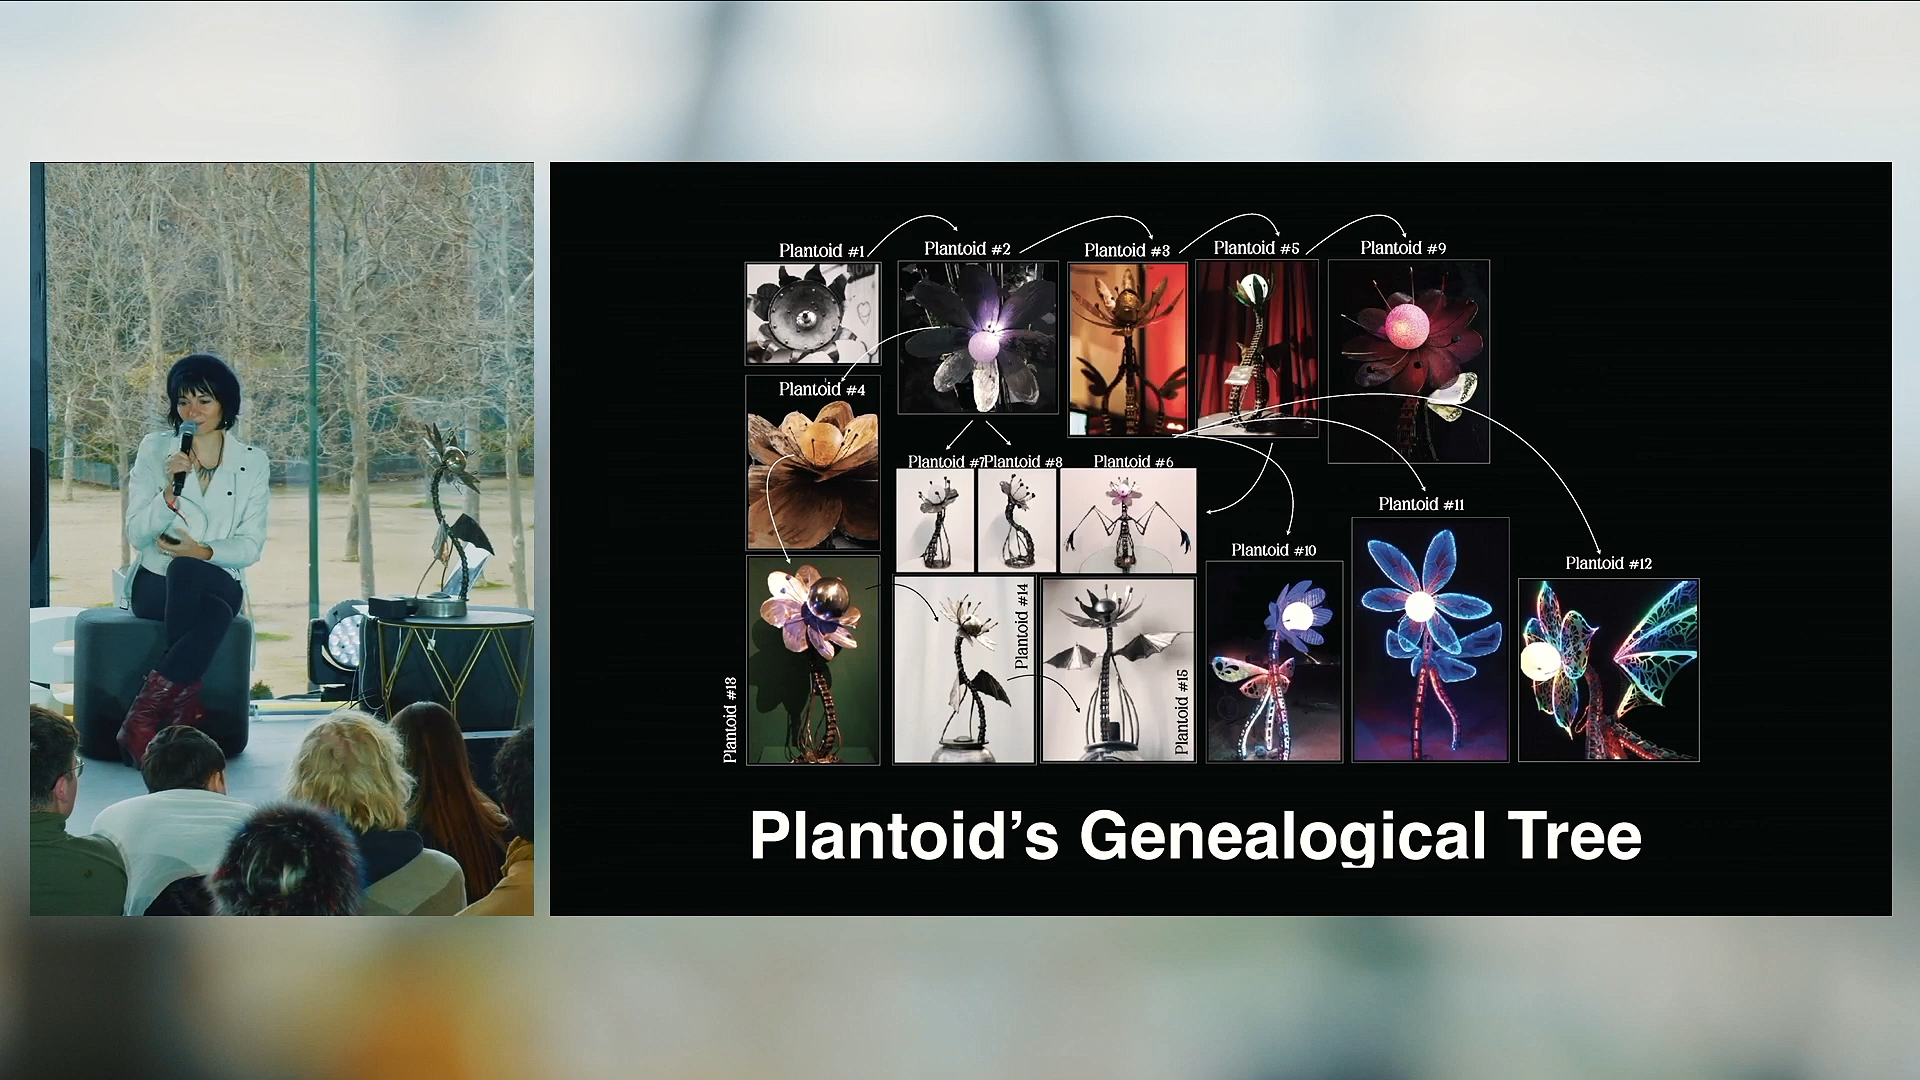 Plantoid #1
Plantoid #2
Plantoid #3
Plantoid #5
Plantoid #9
Plantoid #4
Plantoid #7
Plantoid #8
Plantoid #6
Plantoid #11
Plantoid #10
Plantoid #12
Plantoid #13
Plantoid #14
Plantoid #15
Plantoid's Genealogical Tree